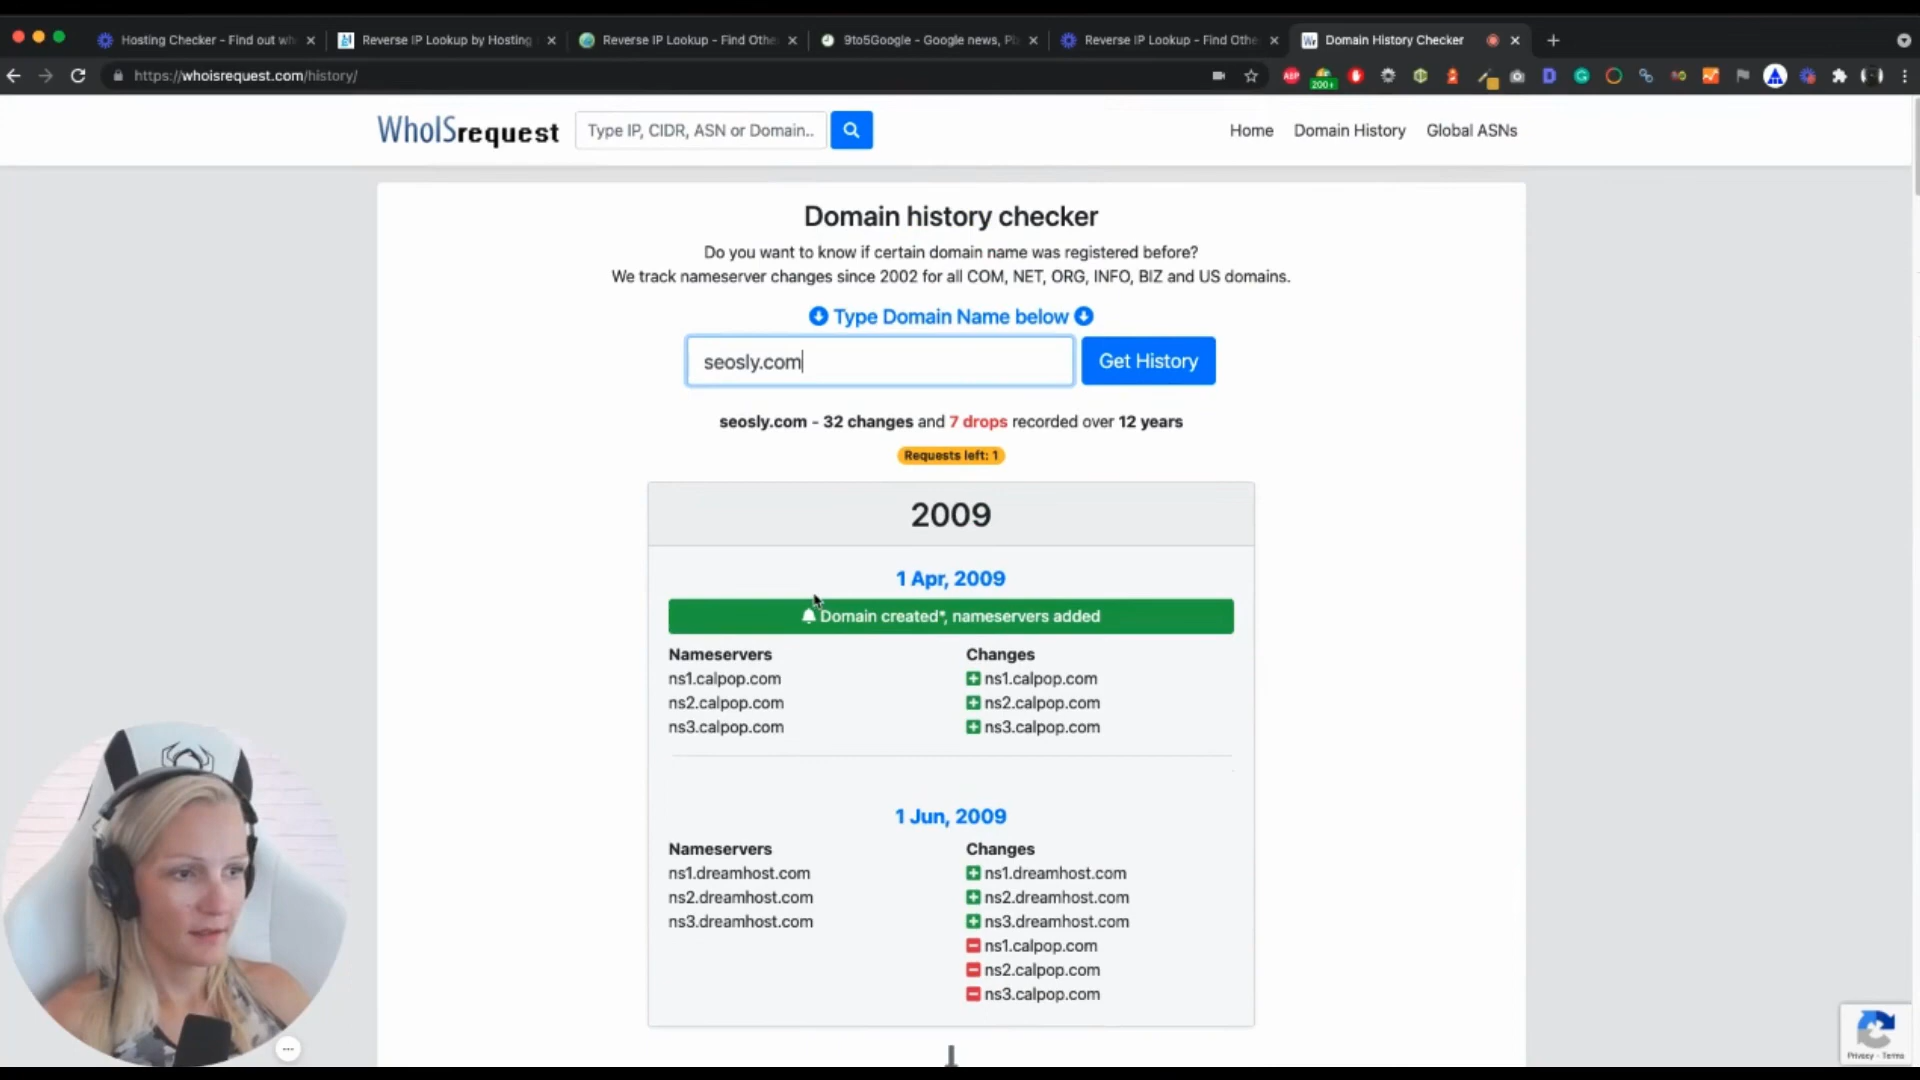 Hosting Checker - Find out wh
Reverse IP Lookup by Hosting
Reverse IP Lookup - Find Othe
9to5Google - Google news, Pi
Reverse IP Lookup - Find Othe
Domain History Checker
https://whoisrequest.com/history/
ABP
200+
WhoISrequest
Type IP, CIDR, ASN or Domain..
Home
Domain History
Global ASNs
Domain history checker
Do you want to know if certain domain name was registered before?
We track nameserver changes since 2002 for all COM, NET, ORG, INFO, BIZ and US domains.
Type Domain Name below
seosly.com
Get History
seosly.com - 32 changes and 7 drops recorded over 12 years
Requests left: 1
2009
1 Apr, 2009
Domain created*, nameservers added
Nameservers Changes
ns1.calpop.com ns1.calpop.com
ns2.calpop.com ns2.calpop.com
ns3.calpop.com ns3.calpop.com
1 Jun, 2009
Nameservers Changes
ns1.dreamhost.com ns1.dreamhost.com
ns2.dreamhost.com ns2.dreamhost.com
ns3.dreamhost.com ns3.dreamhost.com
ns1.calpop.com
ns2.calpop.com
ns3.calpop.com
Privacy - Terms